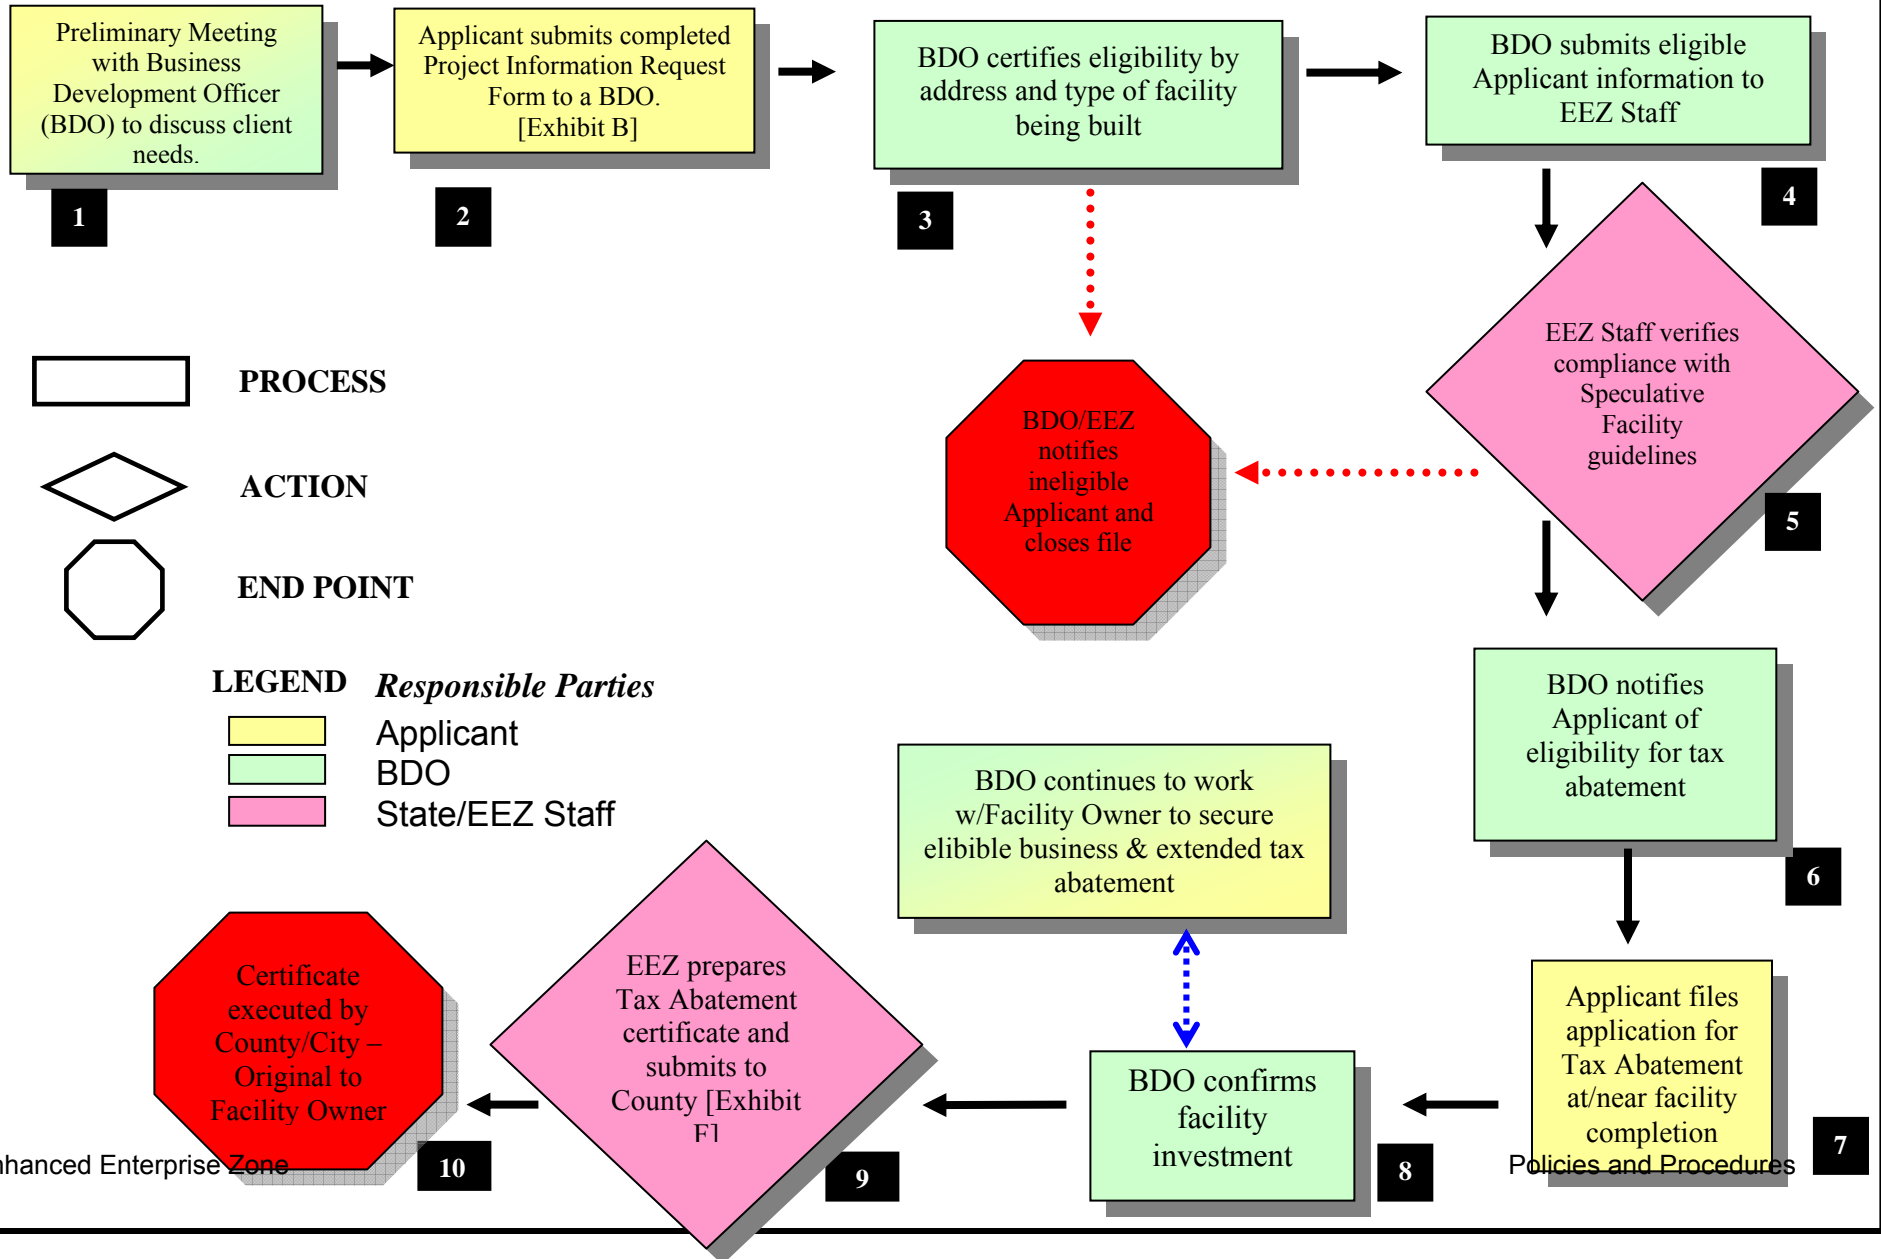 Preliminary Meeting
with Business
Development Officer
(BDO) to discuss client
needs.
1
Applicant submits completed
Project Information Request
Form to a BDO.
[Exhibit B]
2
BDO certifies eligibility by
address and type of facility
being built
3
BDO submits eligible
Applicant information to
EEZ Staff
4
EEZ Staff verifies
compliance with
Speculative
Facility
guidelines
5
BDO/EEZ
notifies
ineligible
Applicant and
closes file
PROCESS
ACTION
END POINT
LEGEND Responsible Parties
Applicant
BDO
State/EEZ Staff
BDO notifies
Applicant of
eligibility for tax
abatement
6
Applicant files
application for
Tax Abatement
at/near facility
completion
7
BDO continues to work
w/Facility Owner to secure
elibible business & extended tax
abatement
BDO confirms
facility
investment
8
EEZ prepares
Tax Abatement
certificate and
submits to
County [Exhibit
9
Certificate
executed by
County/City –
Original to
Facility Owner
10
nhanced Enterprise Zone
Policies and Procedures